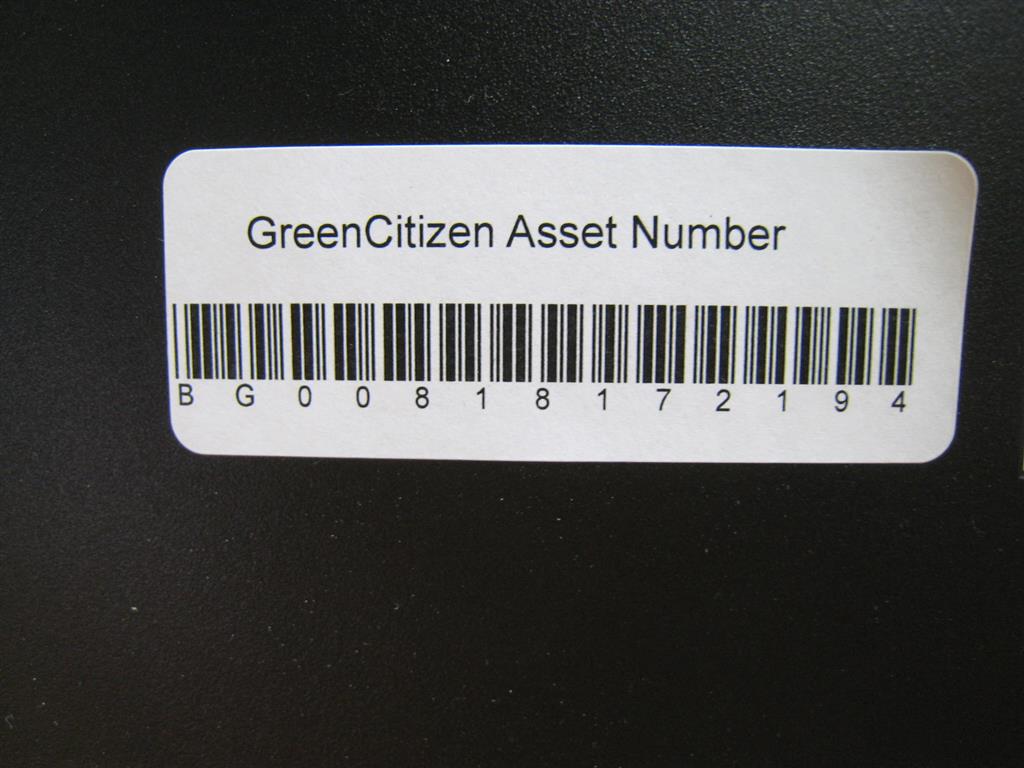 GreenCitizen Asset Number
B G 0 0 8 1 8 1 7 2 1 9 4